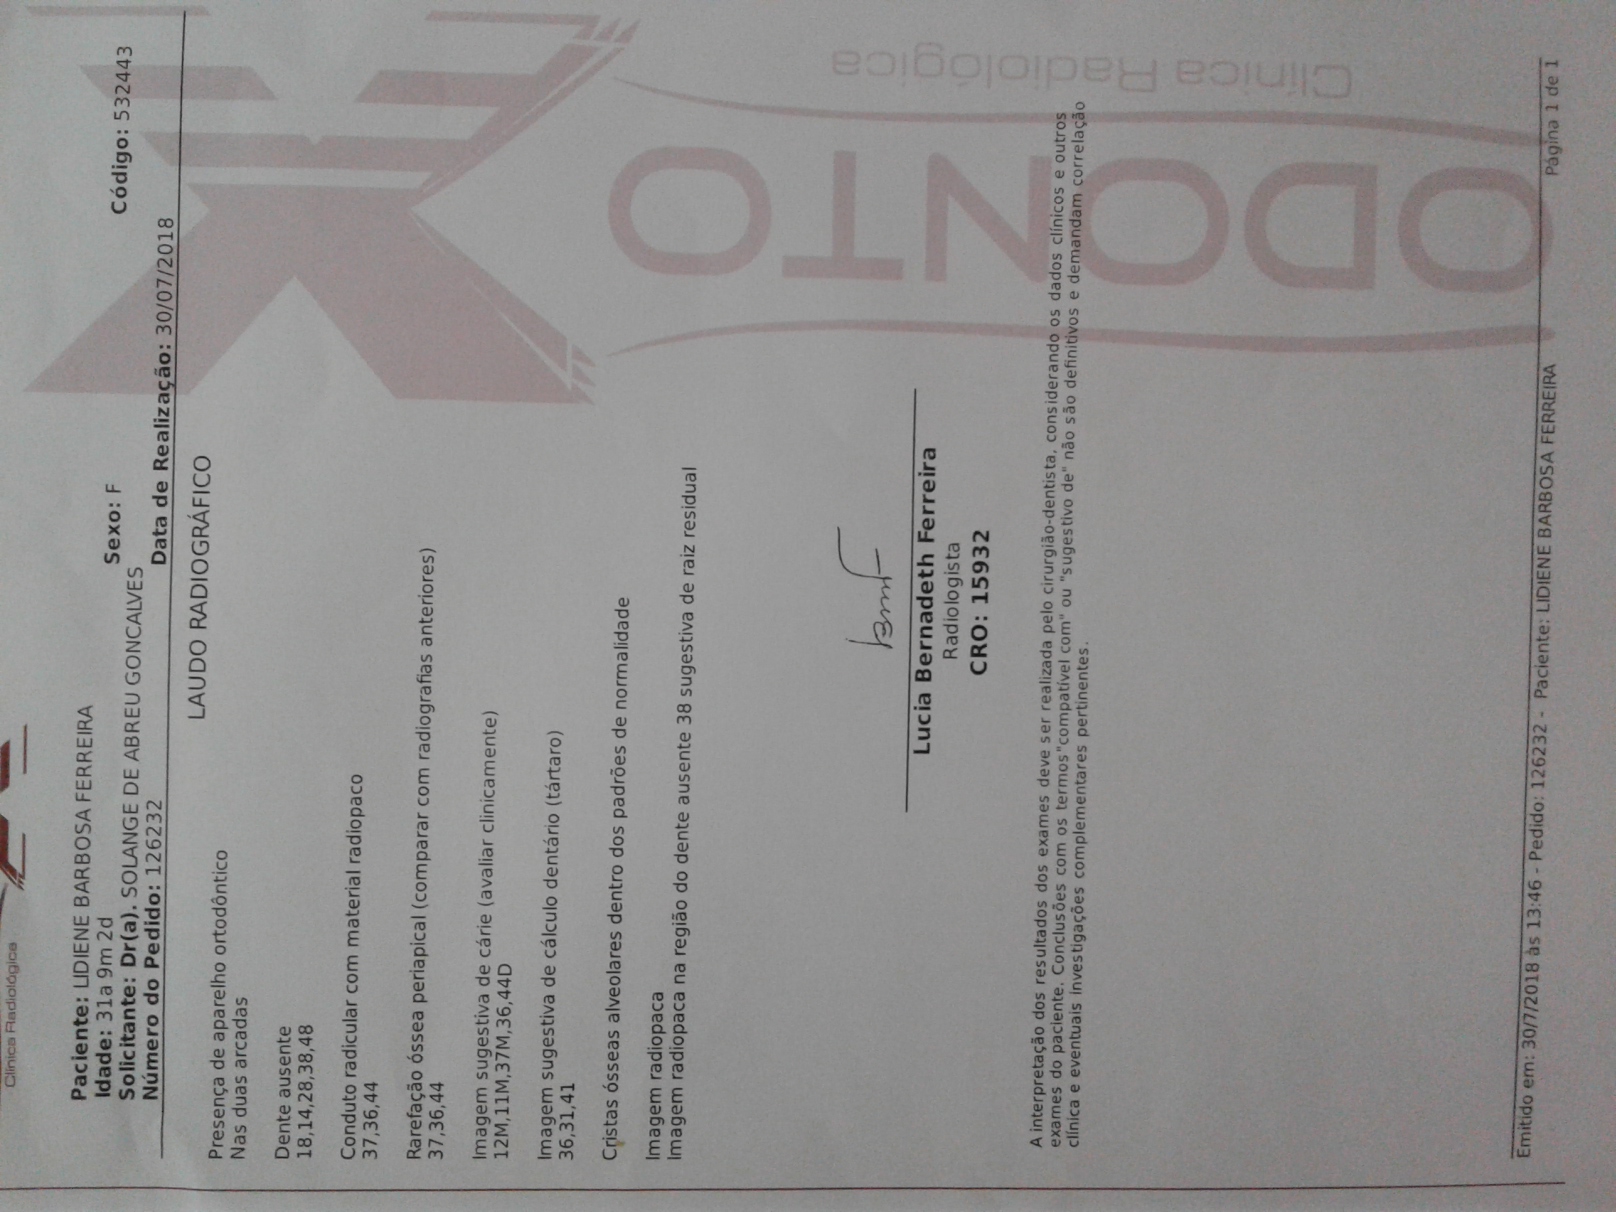 Clínica Radiológica
Paciente: LIDIENE BARBOSA FERREIRA
Idade: 31a 9m 2d Sexo: F Código: 532443
Solicitante: Dr(a). SOLANGE DE ABREU GONCALVES
Número do Pedido: 126232 Data de Realização: 30/07/2018
LAUDO RADIOGRÁFICO
Presença de aparelho ortodôntico
Nas duas arcadas
Dente ausente
18,14,28,38,48
Conduto radicular com material radiopaco
37,36,44
Rarefação óssea periapical (comparar com radiografias anteriores)
37,36,44
Imagem sugestiva de cárie (avaliar clinicamente)
12M,11M,37M,36,44D
Imagem sugestiva de cálculo dentário (tártaro)
36,31,41
Cristas ósseas alveolares dentro dos padrões de normalidade
Imagem radiopaca
Imagem radiopaca na região do dente ausente 38 sugestiva de raiz residual
Lucia Bernadeth Ferreira
Radiologista
CRO: 15932
A interpretação dos resultados dos exames deve ser realizada pelo cirurgião-dentista, considerando os dados clínicos e outros
exames do paciente. Conclusões com os termos"compatível com" ou "sugestivo de" não são definitivos e demandam correlação
clínica e eventuais investigações complementares pertinentes.
Emitido em: 30/7/2018 às 13:46 - Pedido: 126232 - Paciente: LIDIENE BARBOSA FERREIRA Página 1 de 1
ODONTO
Clínica Radiológica